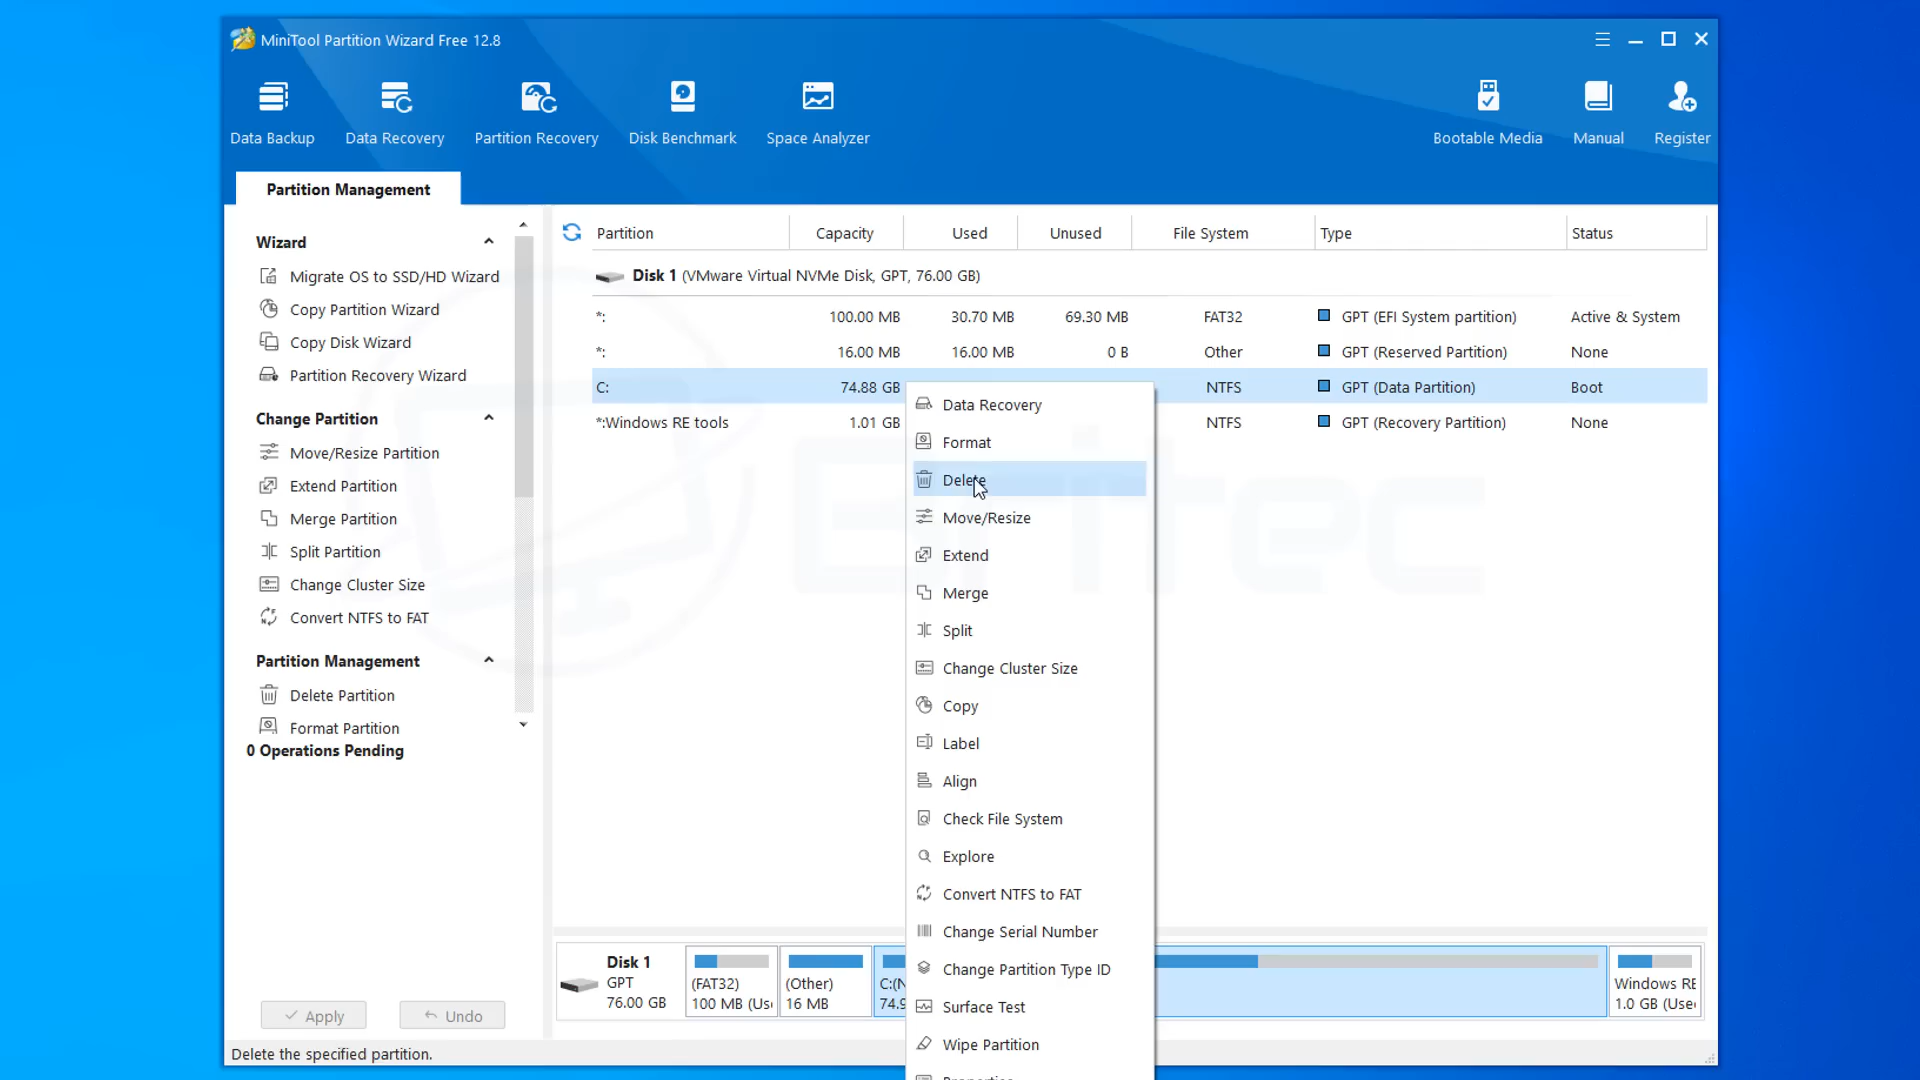 MiniTool Partition Wizard Free 12.8
Data Backup
Data Recovery
Partition Recovery
Disk Benchmark
Space Analyzer
Bootable Media
Manual
Register
Partition Management
Wizard
Migrate OS to SSD/HD Wizard
Copy Partition Wizard
Copy Disk Wizard
Partition Recovery Wizard
Change Partition
Move/Resize Partition
Extend Partition
Merge Partition
Split Partition
Change Cluster Size
Convert NTFS to FAT
Partition Management
Delete Partition
Format Partition
0 Operations Pending
Apply
Undo
Delete the specified partition.
Partition Capacity Used Unused File System Type Status
Disk 1 (VMware Virtual NVMe Disk, GPT, 76.00 GB)
*: 100.00 MB 30.70 MB 69.30 MB FAT32 GPT (EFI System partition) Active & System
*: 16.00 MB 16.00 MB 0 B Other GPT (Reserved Partition) None
C: 74.88 GB NTFS GPT (Data Partition) Boot
*:Windows RE tools 1.01 GB NTFS GPT (Recovery Partition) None
Data Recovery
Format
Delete
Move/Resize
Extend
Merge
Split
Change Cluster Size
Copy
Label
Align
Check File System
Explore
Convert NTFS to FAT
Change Serial Number
Change Partition Type ID
Surface Test
Wipe Partition
Properties
Disk 1
GPT
76.00 GB
(FAT32)
100 MB (Use
(Other)
16 MB
C:(N
74.9
Windows RE
1.0 GB (Used
Britec